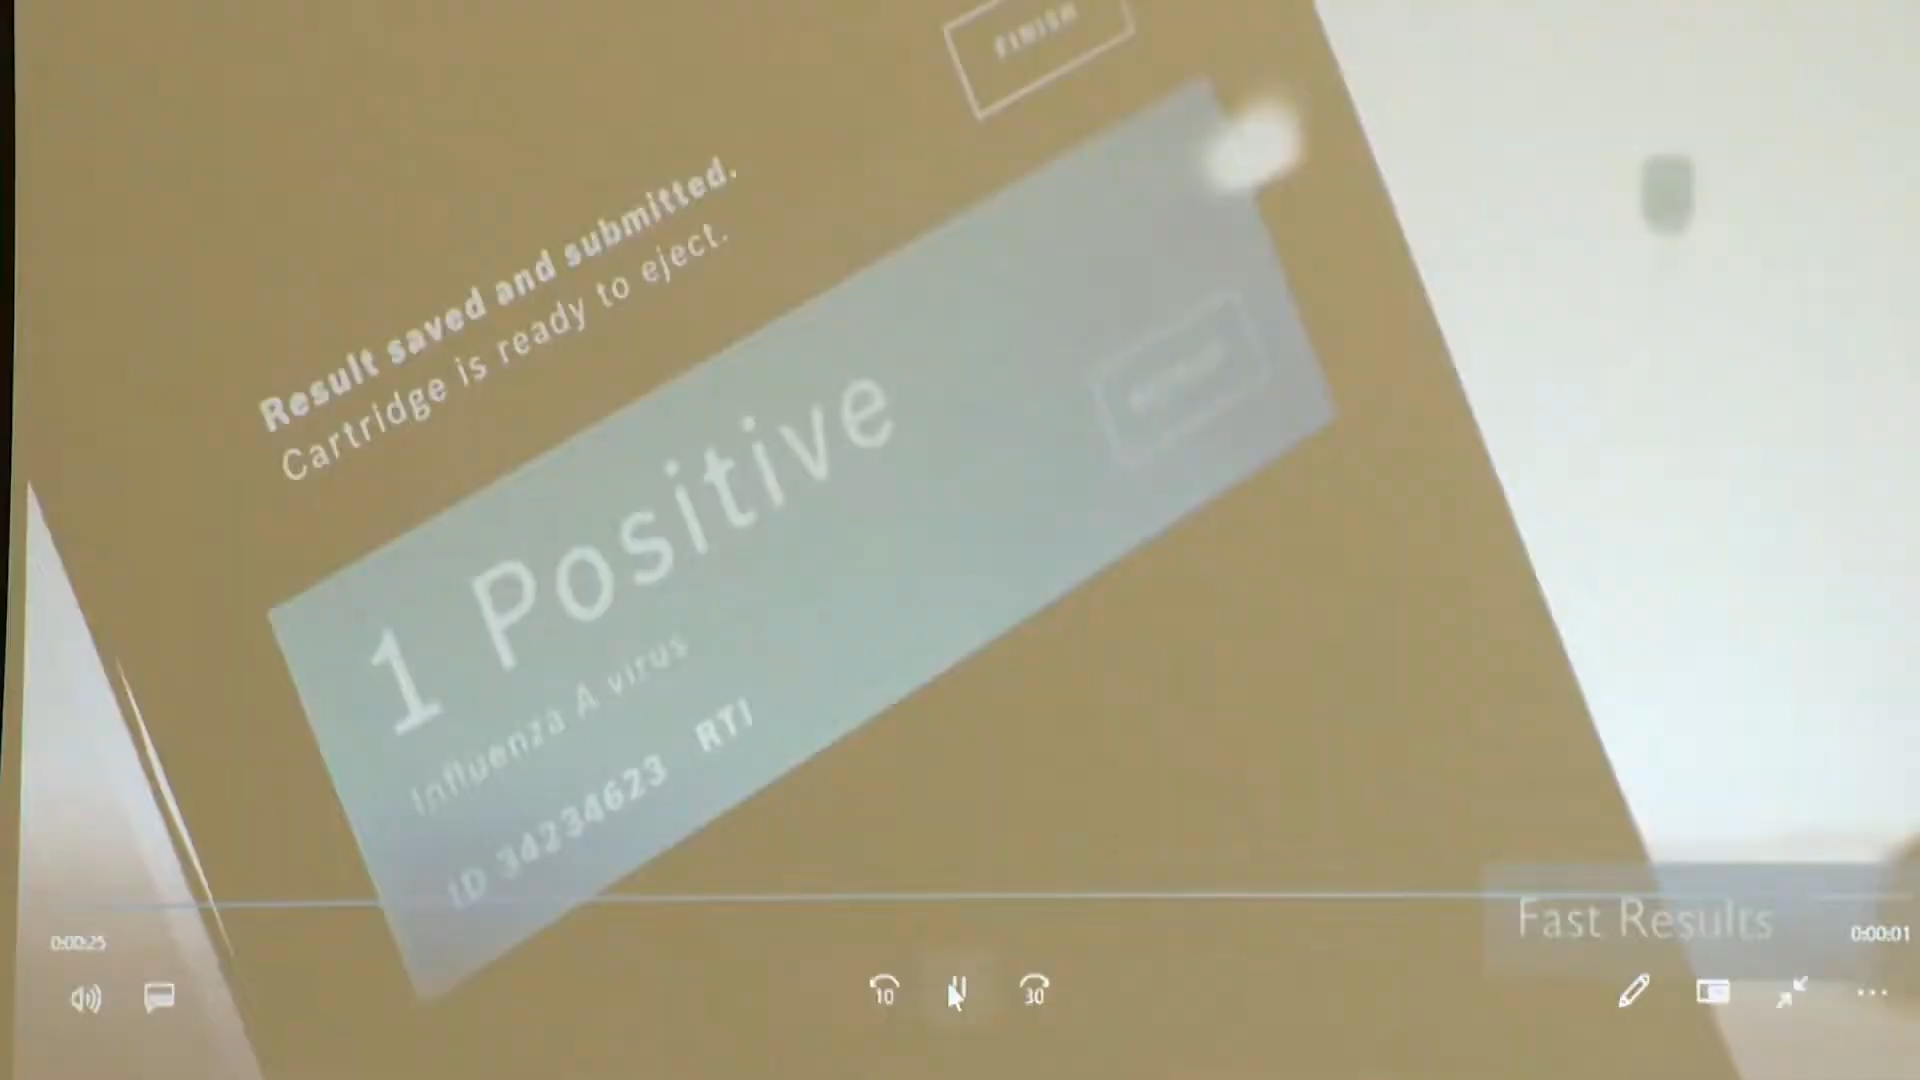 FINISH
Result saved and submitted.
Cartridge is ready to eject.
1 Positive
Influenza A virus
ID 34234623 RTI
Fast Results
0:00:25
0:00:01
10
30